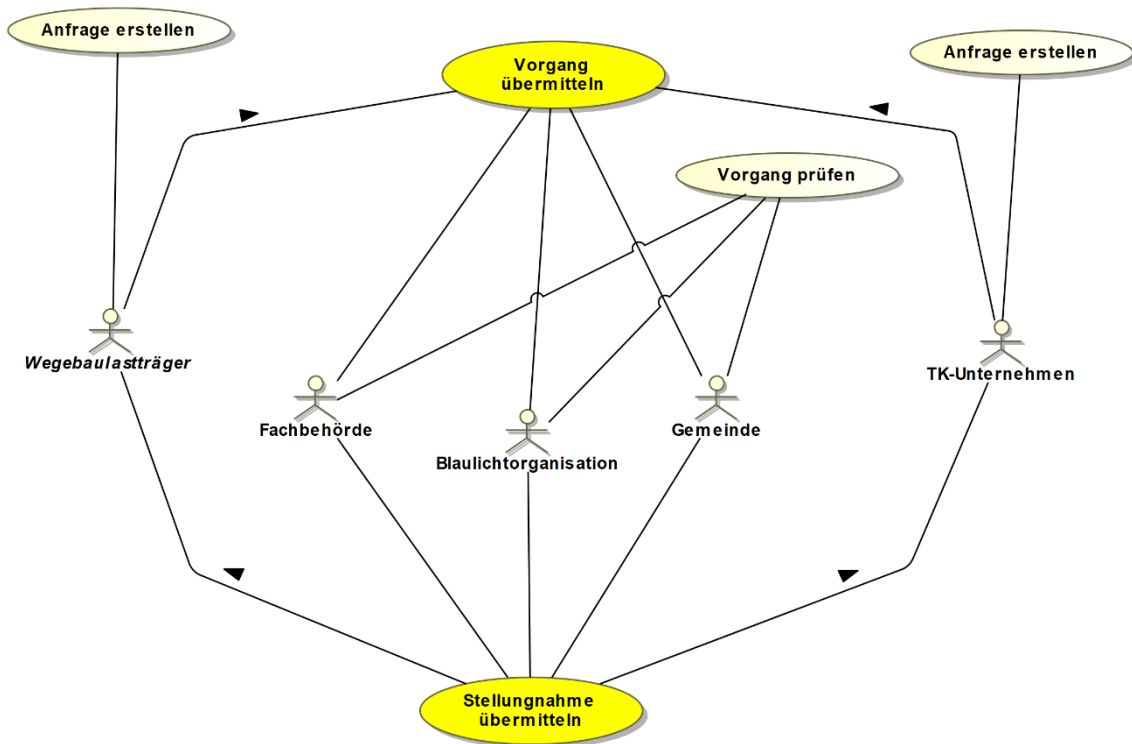 Anfrage erstellen
Vorgang
übermitteln
Anfrage erstellen
Vorgang prüfen
Wegebaulastträger
TK-Unternehmen
Fachbehörde
Gemeinde
Blaulichtorganisation
Stellungnahme
übermitteln